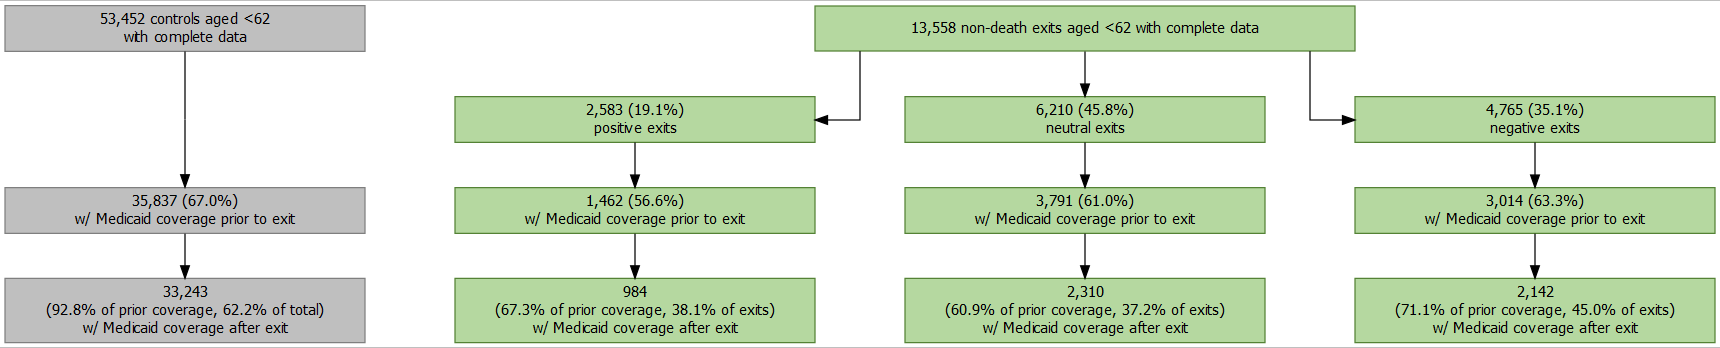 53,452 controls aged <62
with complete data
13,558 non-death exits aged <62 with complete data
2,583 (19.1%)
positive exits
6,210 (45.8%)
neutral exits
4,765 (35.1%)
negative exits
35,837 (67.0%)
w/ Medicaid coverage prior to exit
1,462 (56.6%)
w/ Medicaid coverage prior to exit
3,791 (61.0%)
w/ Medicaid coverage prior to exit
3,014 (63.3%)
w/ Medicaid coverage prior to exit
33,243
(92.8% of prior coverage, 62.2% of total)
w/ Medicaid coverage after exit
984
(67.3% of prior coverage, 38.1% of exits)
w/ Medicaid coverage after exit
2,310
(60.9% of prior coverage, 37.2% of exits)
w/ Medicaid coverage after exit
2,142
(71.1% of prior coverage, 45.0% of exits)
w/ Medicaid coverage after exit